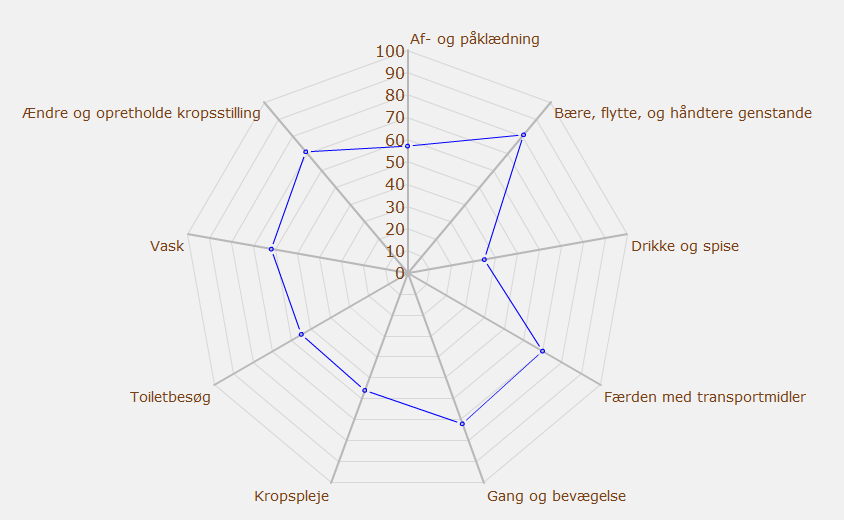 Af- og påklædning
100
90
80
70
60
50
40
30
20
10
0
Ændre og opretholde kropsstilling
Bære, flytte, og håndtere genstande
Vask
Drikke og spise
Toiletbesøg
Færden med transportmidler
Kropspleje
Gang og bevægelse